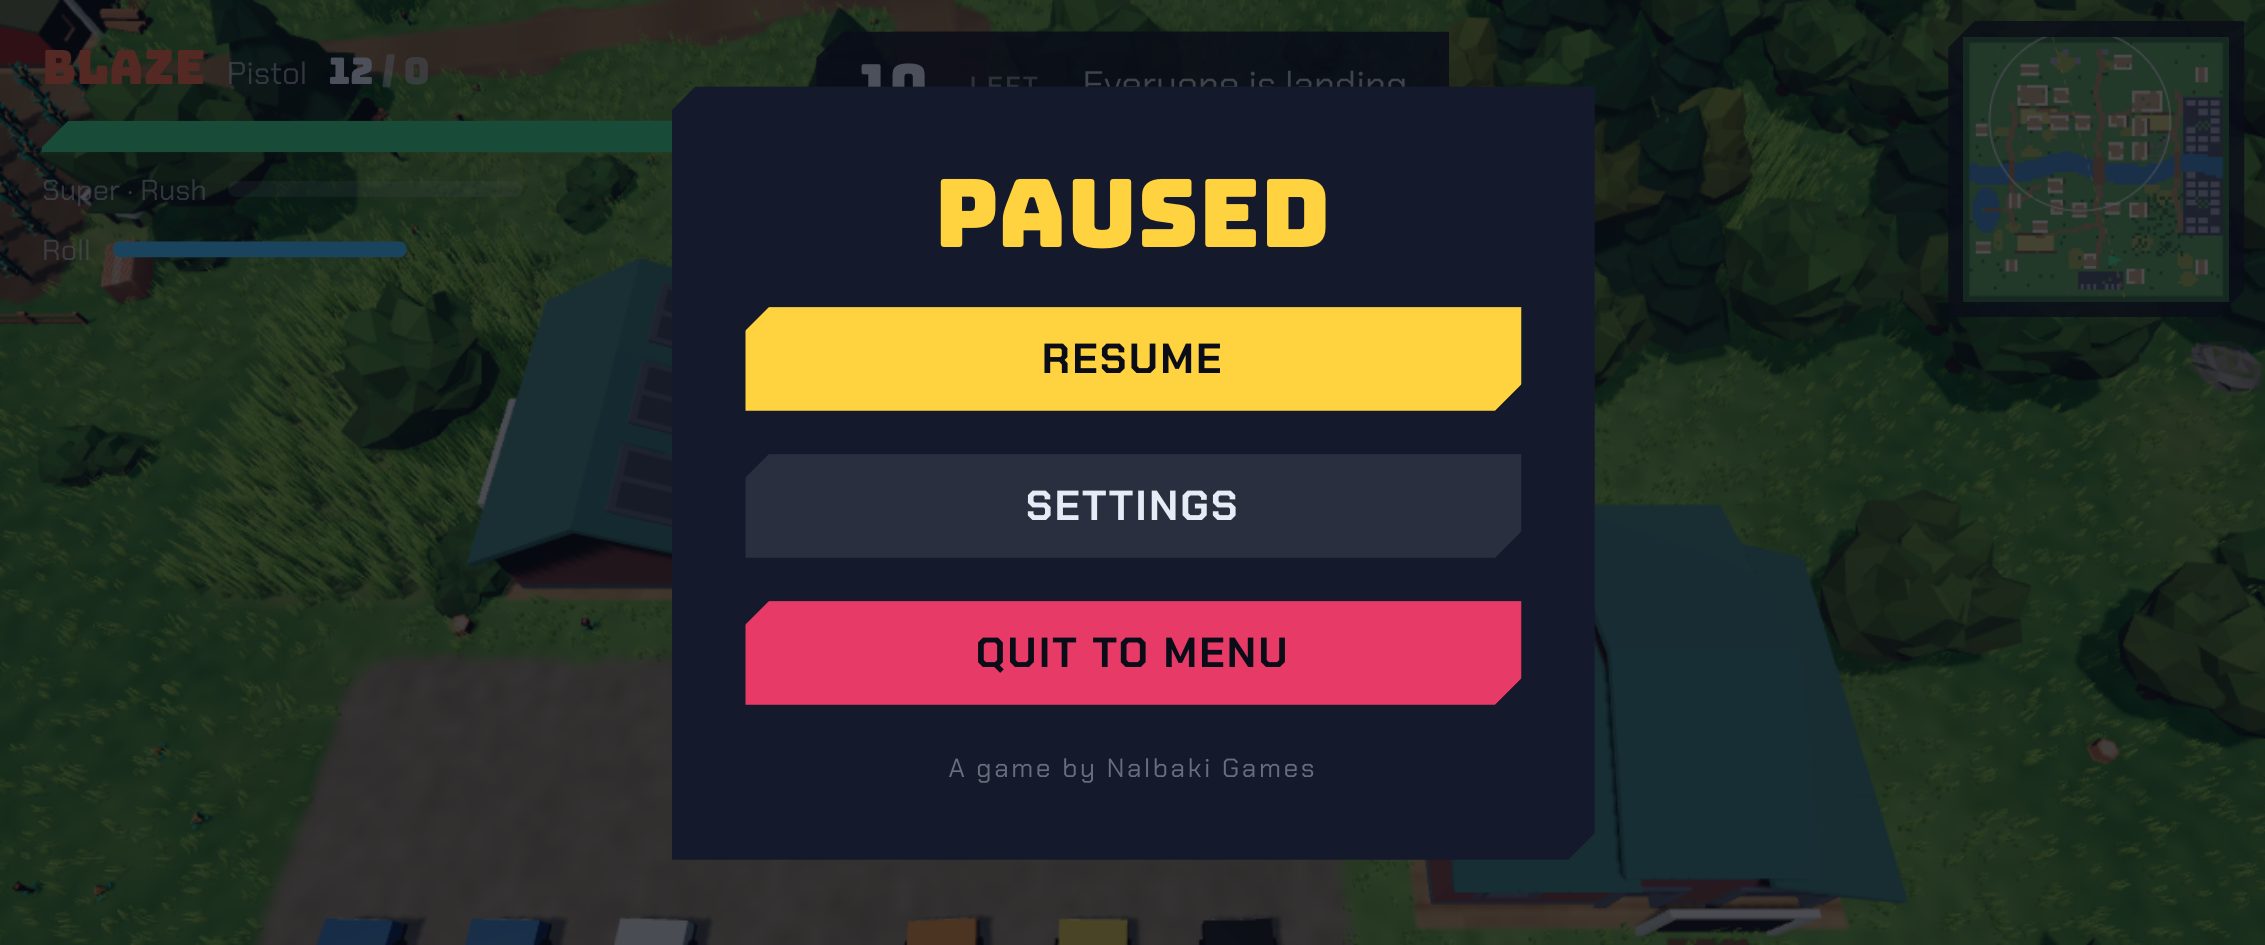 BLAZE Pistol 12/0
LEFT Everyone is landing
Super · Rush
Roll
PAUSED
RESUME
SETTINGS
QUIT TO MENU
A game by Nalbaki Games